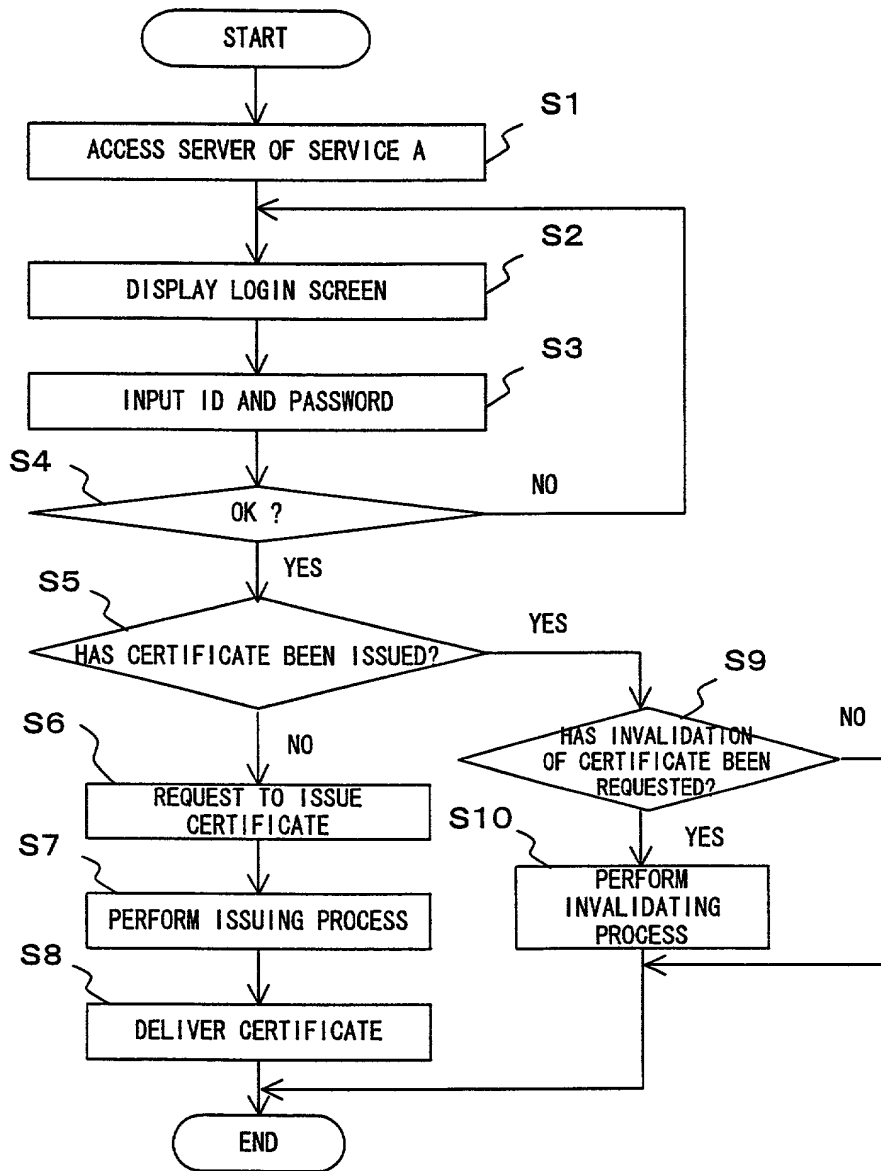 START
S1
ACCESS SERVER OF SERVICE A
S2
DISPLAY LOGIN SCREEN
S3
INPUT ID AND PASSWORD
S4
OK ?
NO
YES
S5
HAS CERTIFICATE BEEN ISSUED?
YES
S9
HAS INVALIDATION
OF CERTIFICATE BEEN
REQUESTED?
NO
S6
NO
REQUEST TO ISSUE
CERTIFICATE
S10
YES
PERFORM
INVALIDATING
PROCESS
S7
PERFORM ISSUING PROCESS
S8
DELIVER CERTIFICATE
END